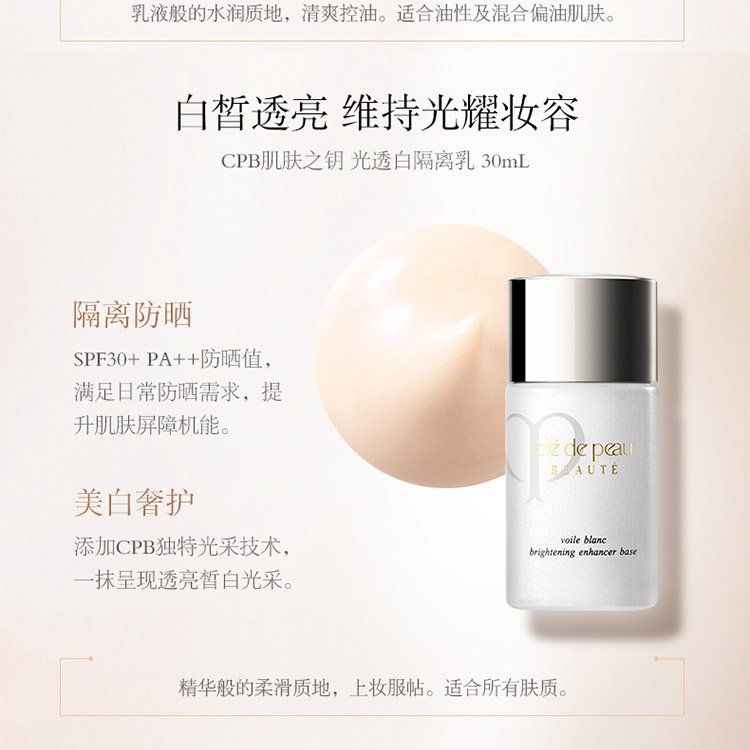 乳液般的水润质地，清爽控油。适合油性及混合偏油肌肤。
白皙透亮 维持光耀妆容
CPB肌肤之钥 光透白隔离乳 30mL
隔离防晒
SPF30+ PA++防晒值，
满足日常防晒需求，提
升肌肤屏障机能。
美白奢护
添加CPB独特光采技术，
一抹呈现透亮皙白光采。
clé de peau
BEAUTÉ
voile blanc
brightening enhancer base
精华般的柔滑质地，上妆服帖。适合所有肤质。